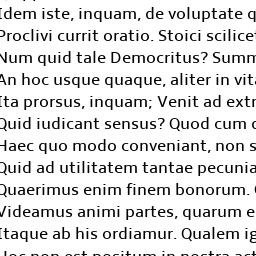 Idem iste, inquam, de voluptate q
Proclivi currit oratio. Stoici scilicet
Num quid tale Democritus? Summ
An hoc usque quaque, aliter in vita
Ita prorsus, inquam; Venit ad extr
Quid iudicant sensus? Quod cum
Haec quo modo conveniant, non s
Quid ad utilitatem tantae pecunia
Quaerimus enim finem bonorum.
Videamus animi partes, quarum e
Itaque ab his ordiamur. Qualem ig